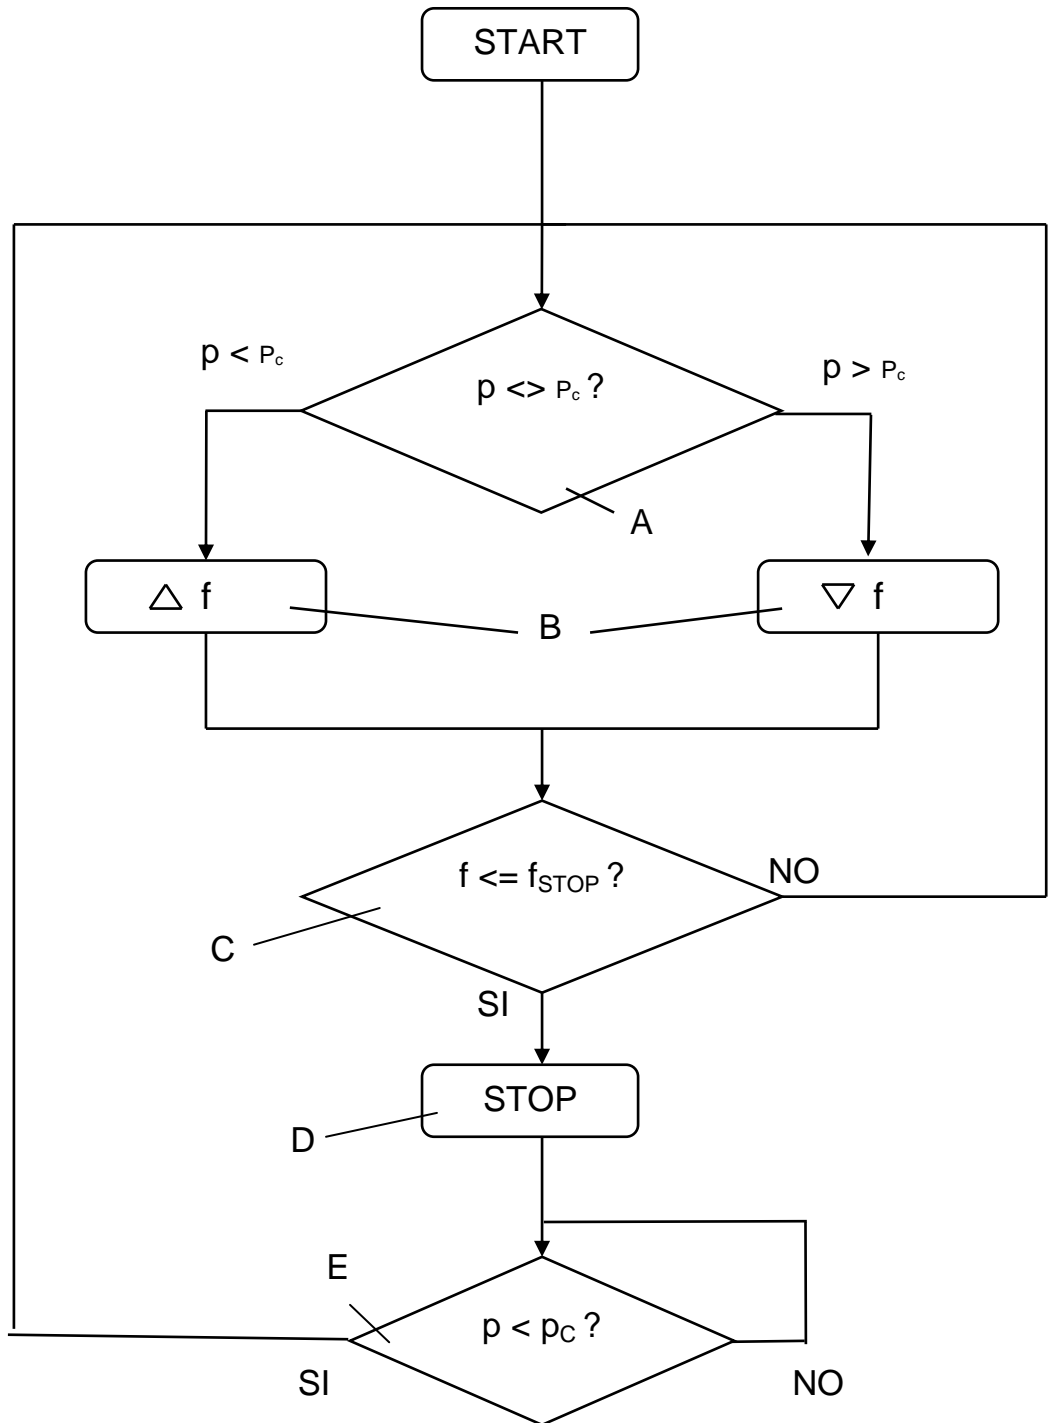 START
p < Pc
p <> Pc ?
p > Pc
A
△ f
▽ f
B
f <= fSTOP ?
NO
C
SI
STOP
D
E
p < pC ?
SI
NO